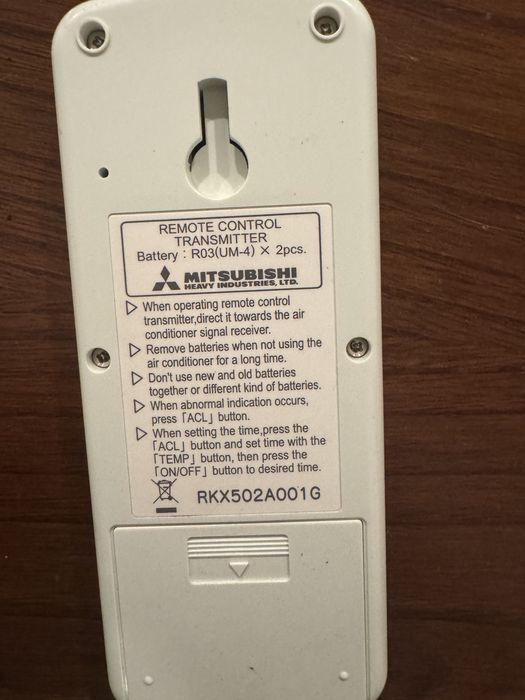 REMOTE CONTROL
TRANSMITTER
Battery : R03(UM-4) × 2pcs.
MITSUBISHI
HEAVY INDUSTRIES, LTD.
▷ When operating remote control
transmitter,direct it towards the air
conditioner signal receiver.
▷ Remove batteries when not using the
air conditioner for a long time.
▷ Don't use new and old batteries
together or different kind of batteries.
▷ When abnormal indication occurs,
press「ACL」button.
▷ When setting the time,press the
「ACL」button and set time with the
「TEMP」button, then press the
「ON/OFF」button to desired time.
RKX502A001G